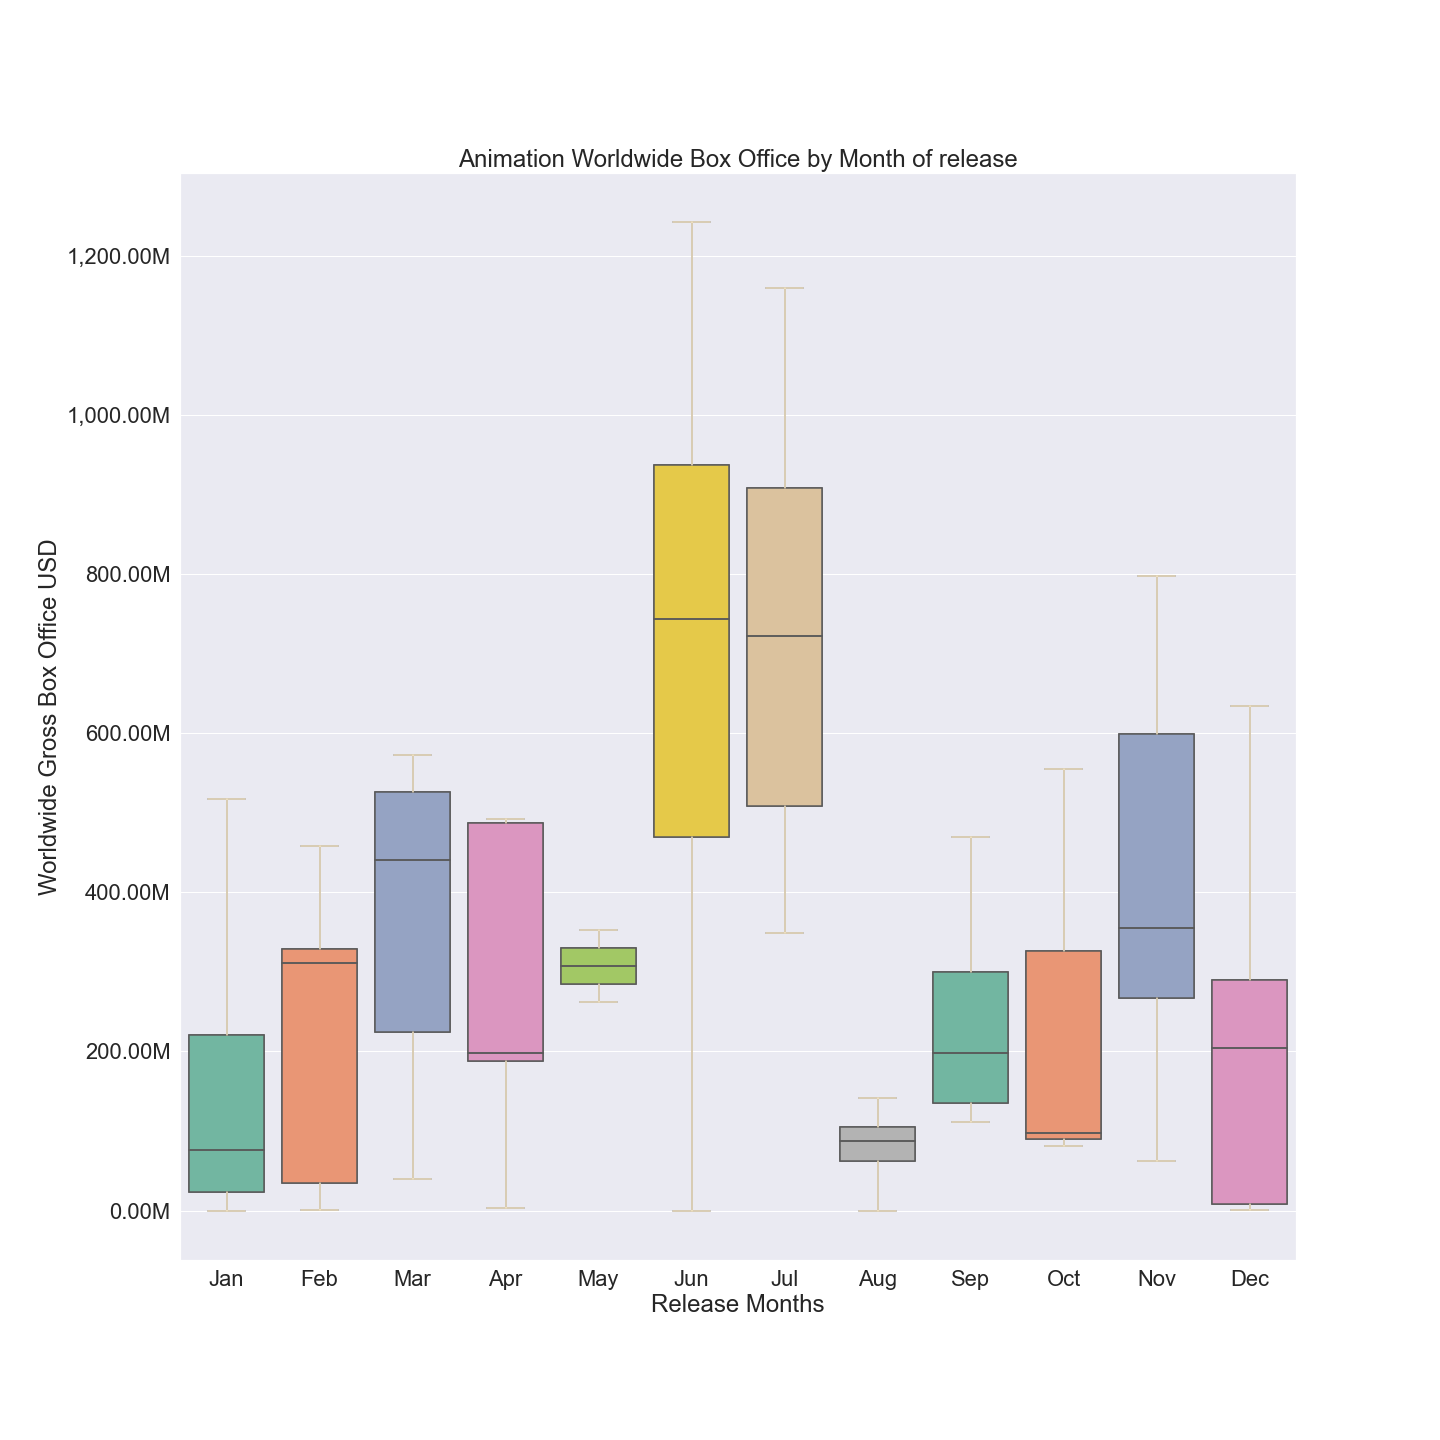 Animation Worldwide Box Office by Month of release
Worldwide Gross Box Office USD
1,200.00M
1,000.00M
800.00M
600.00M
400.00M
200.00M
0.00M
Jan Feb Mar Apr May Jun Jul Aug Sep Oct Nov Dec
Release Months